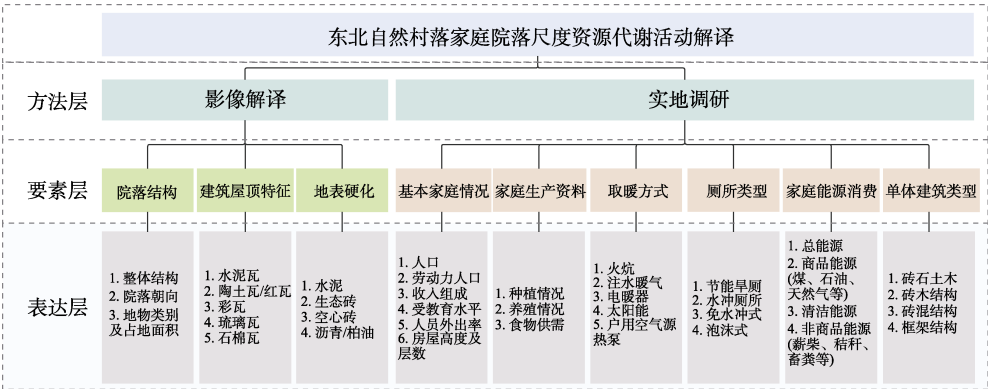 东北自然村落家庭院落尺度资源代谢活动解译
方法层
影像解译
实地调研
要素层
院落结构
建筑屋顶特征
地表硬化
基本家庭情况
家庭生产资料
取暖方式
厕所类型
家庭能源消费
单体建筑类型
表达层
1. 整体结构
2. 院落朝向
3. 地物类别
及占地面积
1. 水泥瓦
2. 陶土瓦/红瓦
3. 彩瓦
4. 琉璃瓦
5. 石棉瓦
1. 水泥
2. 生态砖
3. 空心砖
4. 沥青/柏油
1. 人口
2. 劳动力人口
3. 收入组成
4. 受教育水平
5. 人员外出率
6. 房屋高度及
层数
1. 种植情况
2. 养殖情况
3. 食物供需
1. 火炕
2. 注水暖气
3. 电暖器
4. 太阳能
5. 户用空气源
热泵
1. 节能旱厕
2. 水冲厕所
3. 免水冲式
4. 泡沫式
1. 总能源
2. 商品能源
(煤、石油、
天然气等)
3. 清洁能源
4. 非商品能源
(薪柴、秸秆、
畜粪等)
1. 砖石土木
2. 砖木结构
3. 砖混结构
4. 框架结构